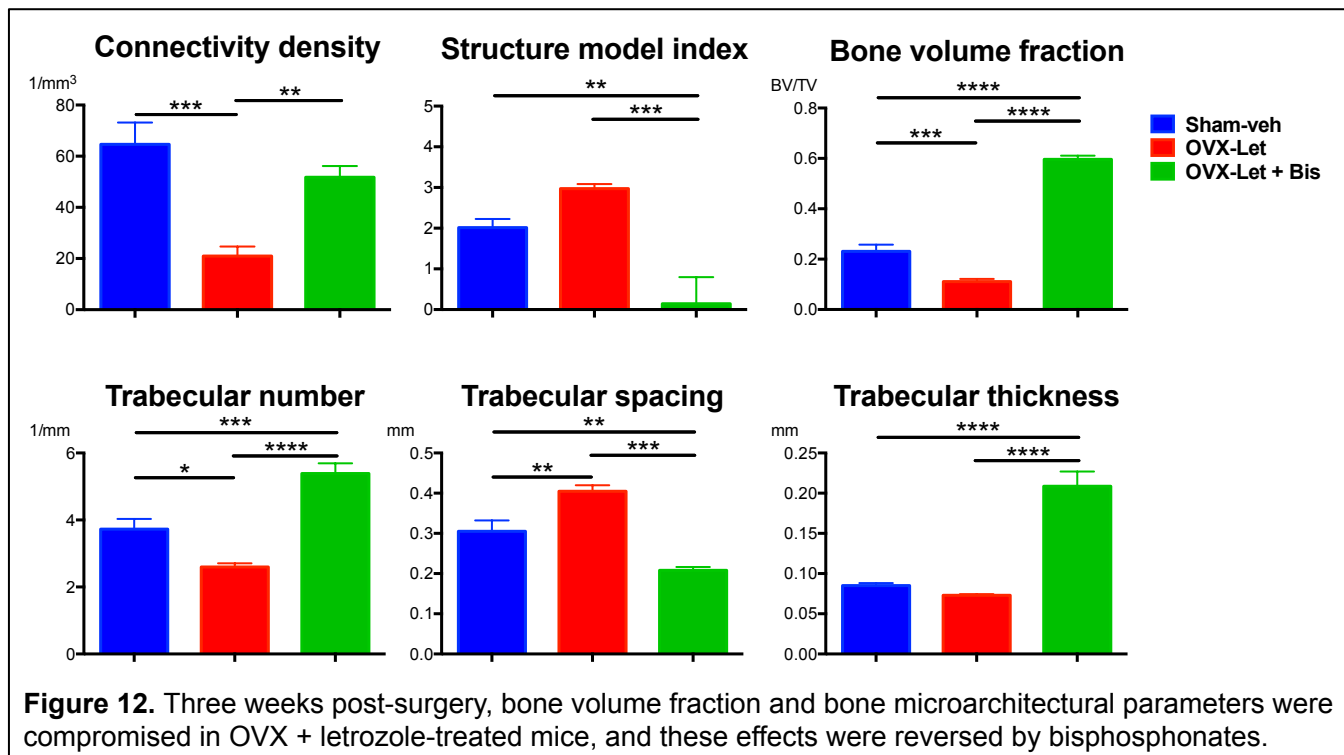 Connectivity density
1/mm³
80
60
40
20
0
***
**
Structure model index
5
4
3
2
1
0
**
***
Bone volume fraction
BV/TV
0.8
0.6
0.4
0.2
0.0
****
***
****
Sham-veh
OVX-Let
OVX-Let + Bis
Trabecular number
1/mm
6
4
2
0
***
*
****
Trabecular spacing
mm
0.5
0.4
0.3
0.2
0.1
0.0
**
**
***
Trabecular thickness
mm
0.25
0.20
0.15
0.10
0.05
0.00
****
****
Figure 12. Three weeks post-surgery, bone volume fraction and bone microarchitectural parameters were
compromised in OVX + letrozole-treated mice, and these effects were reversed by bisphosphonates.